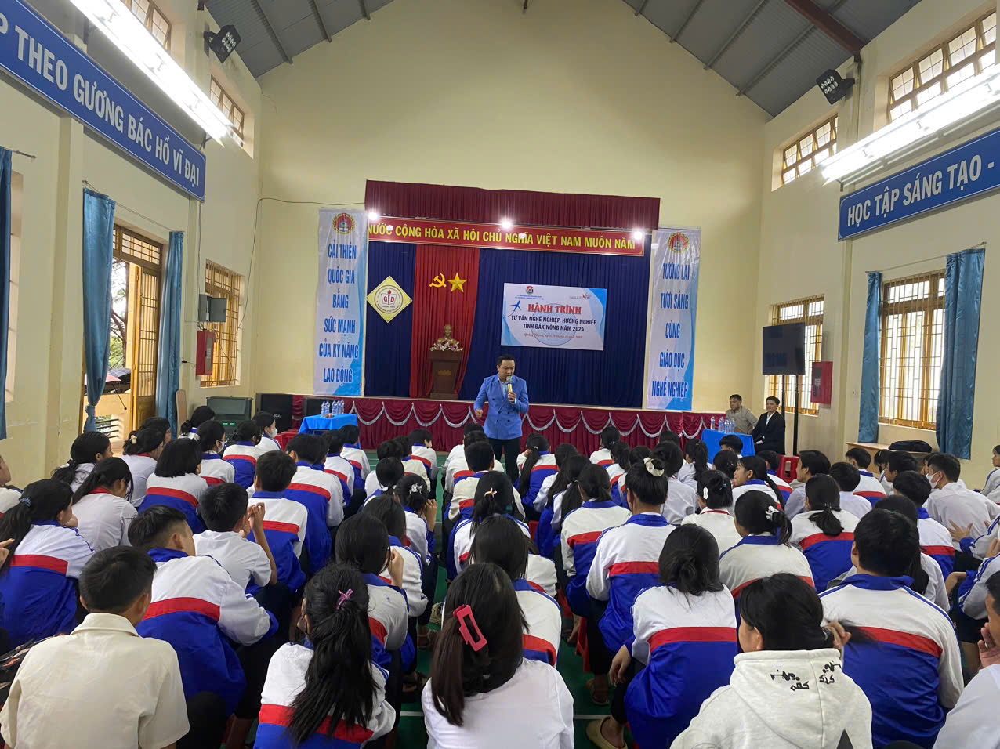 P THEO GƯƠNG BÁC HỒ VĨ ĐẠI
HỌC TẬP SÁNG TẠO -
NƯỚC CỘNG HÒA XÃ HỘI CHỦ NGHĨA VIỆT NAM MUÔN NĂM
CẢI THIỆN
QUỐC GIA
BẰNG
SỨC MẠNH
CỦA KỸ NĂNG
LAO ĐỘNG
HÀNH TRÌNH
TƯ VẤN NGHỀ NGHIỆP, HƯỚNG NGHIỆP
TỈNH ĐẮK NÔNG NĂM 2024
TƯƠNG LAI
TƯƠI SÁNG
CÙNG
GIÁO DỤC
NGHỀ NGHIỆP